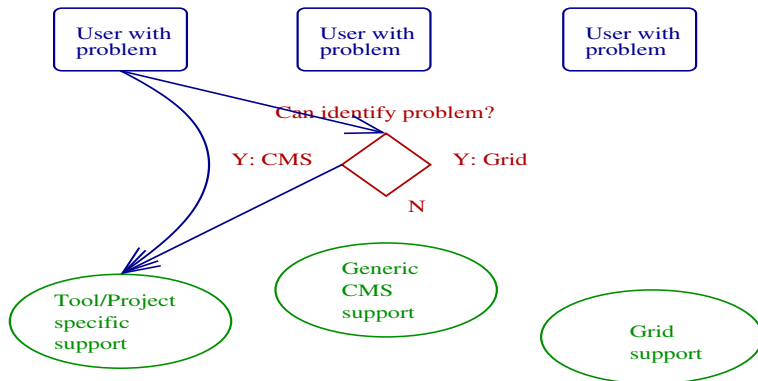 User with
problem
User with
problem
User with
problem
Can identify problem?
Y: CMS
Y: Grid
N
Tool/Project
specific
support
Generic
CMS
support
Grid
support